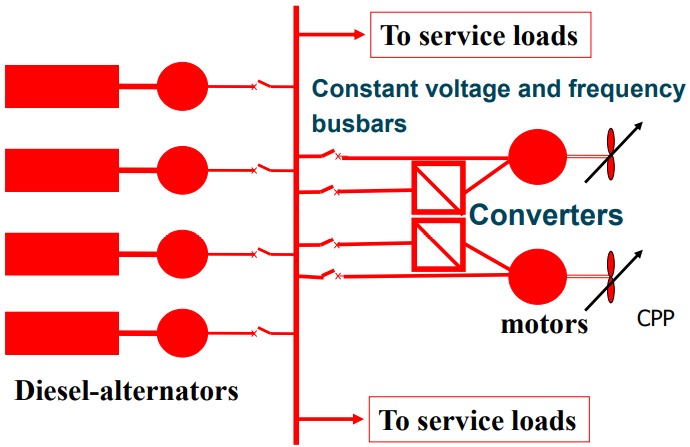 To service loads
Constant voltage and frequency
busbars
Converters
motors
CPP
Diesel-alternators
To service loads